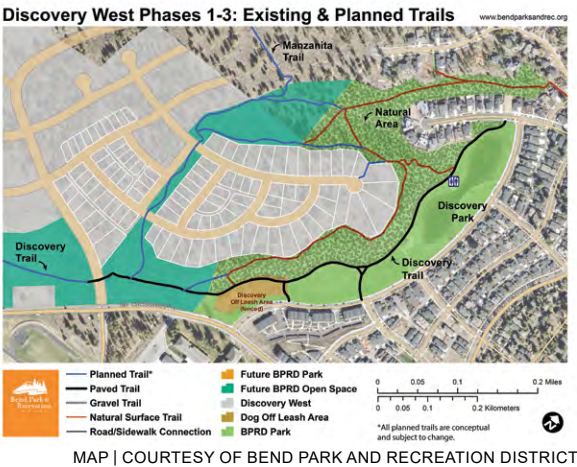 Discovery West Phases 1-3: Existing & Planned Trails
www.bendparksandrec.org
Manzanita
Trail
Natural
Area
Discovery
Park
Discovery
Trail
Discovery
Trail
Discovery
Off Leash Area
(fenced)
Planned Trail*
Paved Trail
Gravel Trail
Natural Surface Trail
Road/Sidewalk Connection
Future BPRD Park
Future BPRD Open Space
Discovery West
Dog Off Leash Area
BPRD Park
0 0.05 0.1 0.2 Miles
0 0.05 0.1 0.2 Kilometers
*All planned trails are conceptual
and subject to change.
Bend Park &
Recreation
MAP | COURTESY OF BEND PARK AND RECREATION DISTRICT